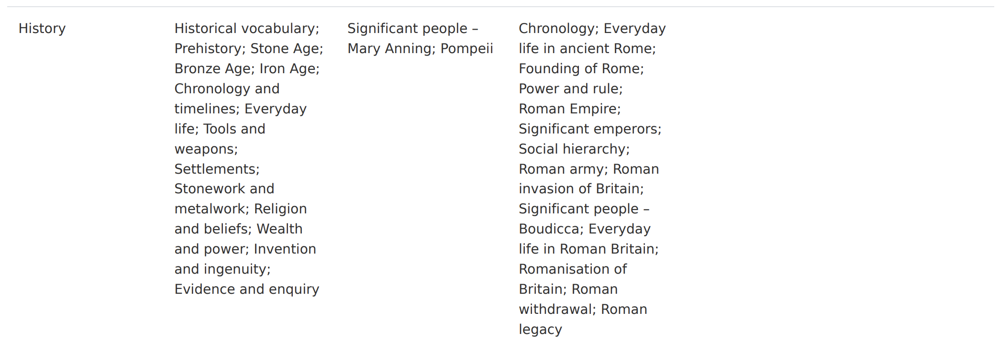 History
Historical vocabulary;
Prehistory; Stone Age;
Bronze Age; Iron Age;
Chronology and
timelines; Everyday
life; Tools and
weapons;
Settlements;
Stonework and
metalwork; Religion
and beliefs; Wealth
and power; Invention
and ingenuity;
Evidence and enquiry
Significant people –
Mary Anning; Pompeii
Chronology; Everyday
life in ancient Rome;
Founding of Rome;
Power and rule;
Roman Empire;
Significant emperors;
Social hierarchy;
Roman army; Roman
invasion of Britain;
Significant people –
Boudicca; Everyday
life in Roman Britain;
Romanisation of
Britain; Roman
withdrawal; Roman
legacy